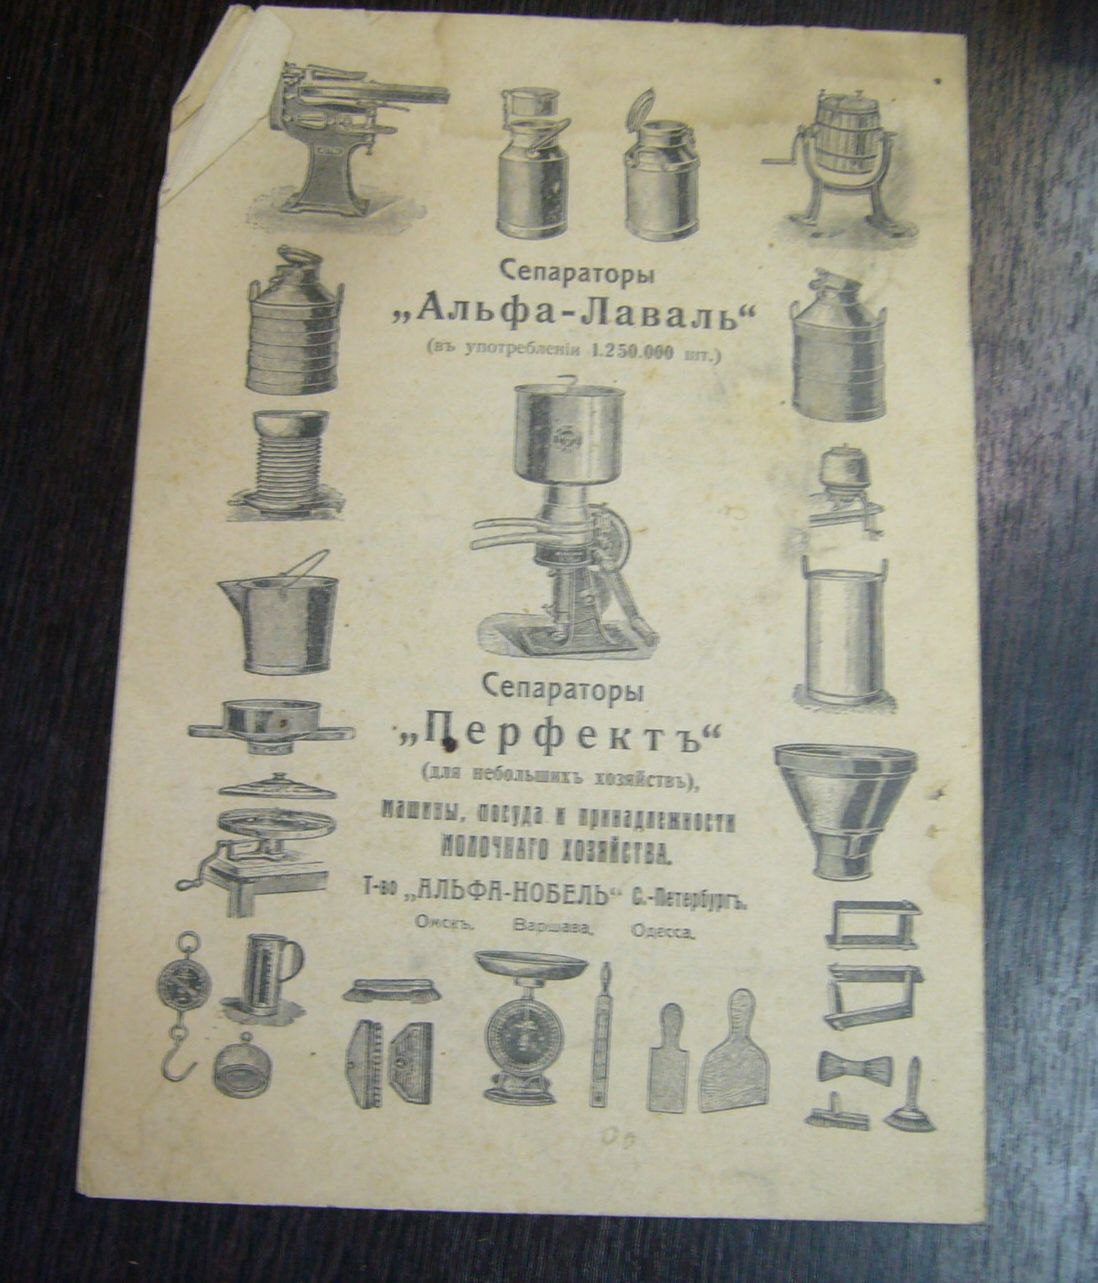 Сепараторы
„Альфа-Лаваль“
(въ употребленіи 1.250.000 шт.)
Сепараторы
„Перфектъ“
(для небольшихъ хозяйствъ),
машины, посуда и принадлежности
молочнаго хозяйства.
Т-во „АЛЬФА-НОБЕЛЬ“ С.-Петербургъ.
Омскъ. Варшава. Одесса.